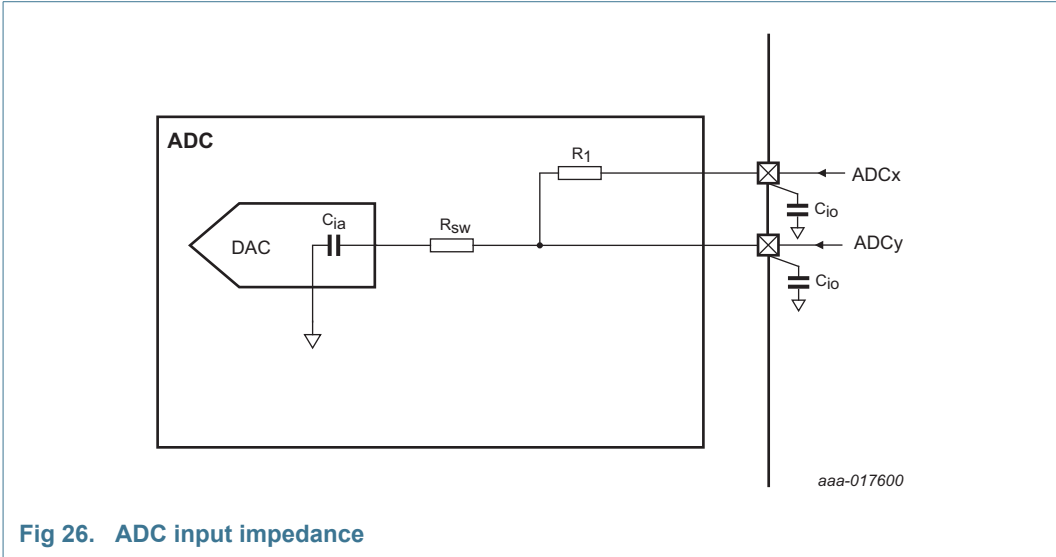 ADC
R1
ADCx
Cio
Cia
Rsw
DAC
ADCy
Cio
aaa-017600
Fig 26. ADC input impedance